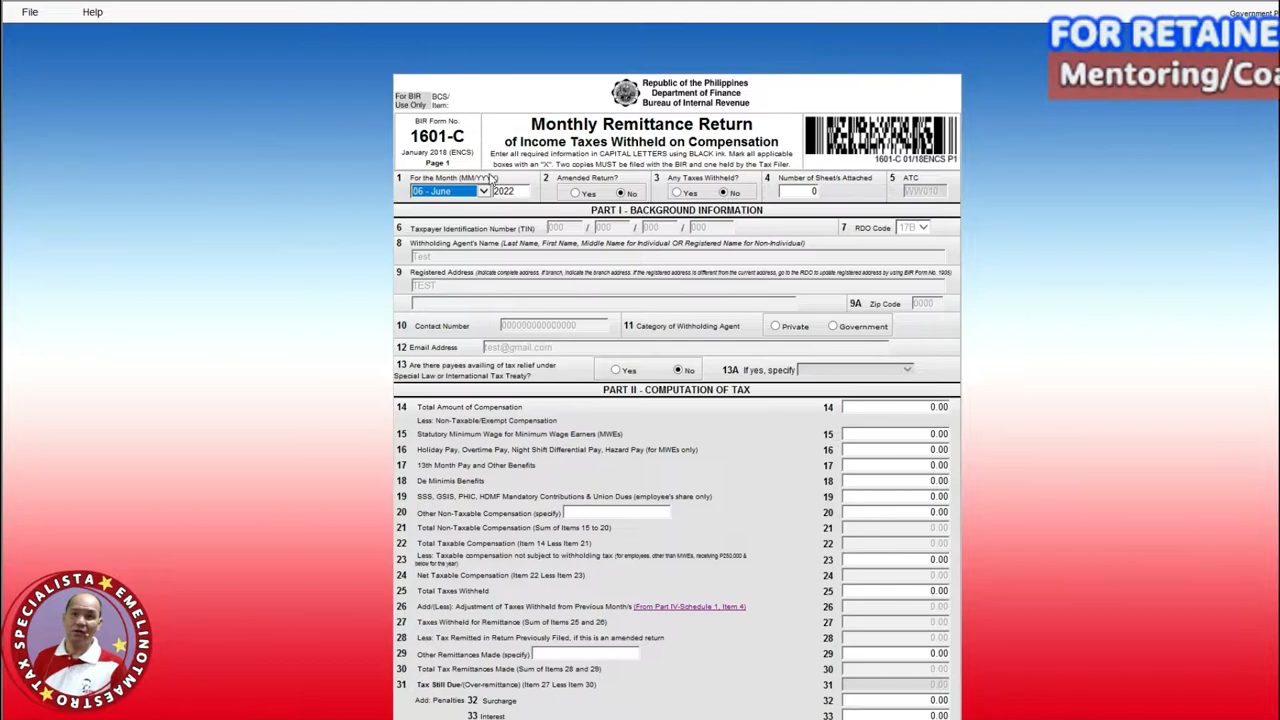 File Help
Government P
FOR RETAINE
Mentoring/Coa
For BIR BCS/
Use Only Item:
Republic of the Philippines
Department of Finance
Bureau of Internal Revenue
BIR Form No.
1601-C
January 2018 (ENCS)
Page 1
Monthly Remittance Return
of Income Taxes Withheld on Compensation
Enter all required information in CAPITAL LETTERS using BLACK ink. Mark all applicable
boxes with an "X". Two copies MUST be filed with the BIR and one held by the Tax Filer.
1601-C 01/18ENCS P1
1 For the Month (MM/YYYY) 2 Amended Return? 3 Any Taxes Withheld? 4 Number of Sheet/s Attached 5 ATC
06 - June 2022 Yes No Yes No 0 WW010
PART I - BACKGROUND INFORMATION
6 Taxpayer Identification Number (TIN) 000 / 000 / 000 / 000 7 RDO Code 17B
8 Withholding Agent's Name (Last Name, First Name, Middle Name for Individual OR Registered Name for Non-Individual)
Test
9 Registered Address (Indicate complete address. If branch, indicate the branch address. If the registered address is different from the current address, go to the RDO to update registered address by using BIR Form No. 1905)
TEST
9A Zip Code 0000
10 Contact Number 00000000000000 11 Category of Withholding Agent Private Government
12 Email Address test@gmail.com
13 Are there payees availing of tax relief under
Special Law or International Tax Treaty? Yes No 13A If yes, specify
PART II - COMPUTATION OF TAX
14 Total Amount of Compensation 14 0.00
Less: Non-Taxable/Exempt Compensation
15 Statutory Minimum Wage for Minimum Wage Earners (MWEs) 15 0.00
16 Holiday Pay, Overtime Pay, Night Shift Differential Pay, Hazard Pay (for MWEs only) 16 0.00
17 13th Month Pay and Other Benefits 17 0.00
18 De Minimis Benefits 18 0.00
19 SSS, GSIS, PHIC, HDMF Mandatory Contributions & Union Dues (employee's share only) 19 0.00
20 Other Non-Taxable Compensation (specify) 20 0.00
21 Total Non-Taxable Compensation (Sum of Items 15 to 20) 21 0.00
22 Total Taxable Compensation (Item 14 Less Item 21) 22 0.00
23 Less: Taxable compensation not subject to withholding tax (for employees, other than MWEs, receiving P250,000 &
below for the year) 23 0.00
24 Net Taxable Compensation (Item 22 Less Item 23) 24 0.00
25 Total Taxes Withheld 25 0.00
26 Add/(Less): Adjustment of Taxes Withheld from Previous Month/s (From Part IV-Schedule 1, Item 4) 26 0.00
27 Taxes Withheld for Remittance (Sum of Items 25 and 26) 27 0.00
28 Less: Tax Remitted in Return Previously Filed, if this is an amended return 28 0.00
29 Other Remittances Made (specify) 29 0.00
30 Total Tax Remittances Made (Sum of Items 28 and 29) 30 0.00
31 Tax Still Due/(Over-remittance) (Item 27 Less Item 30) 31 0.00
Add: Penalties 32 Surcharge 32 0.00
33 Interest 33 0.00
TAX SPECIALISTA EMELINOTMAESTRO